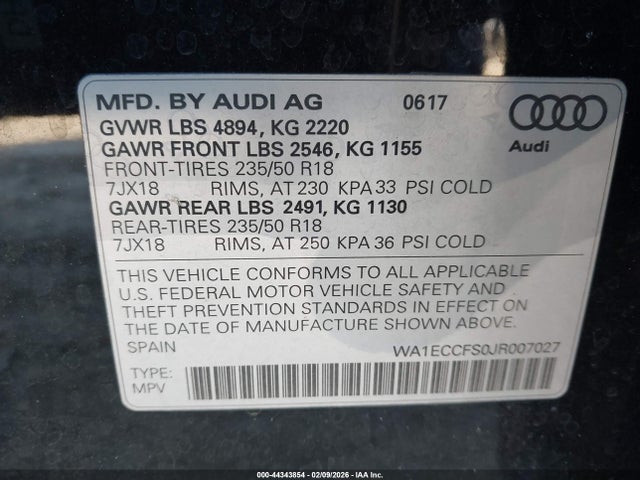 MFD. BY AUDI AG 0617
GVWR LBS 4894, KG 2220
GAWR FRONT LBS 2546, KG 1155
FRONT-TIRES 235/50 R18
7JX18 RIMS, AT 230 KPA 33 PSI COLD
GAWR REAR LBS 2491, KG 1130
REAR-TIRES 235/50 R18
7JX18 RIMS, AT 250 KPA 36 PSI COLD
Audi
THIS VEHICLE CONFORMS TO ALL APPLICABLE
U.S. FEDERAL MOTOR VEHICLE SAFETY AND
THEFT PREVENTION STANDARDS IN EFFECT ON
THE DATE OF MANUFACTURE SHOWN ABOVE.
SPAIN WA1ECCFS0JR007027
TYPE:
MPV
000-44343854 | 02/09/2026 - IAA Inc.